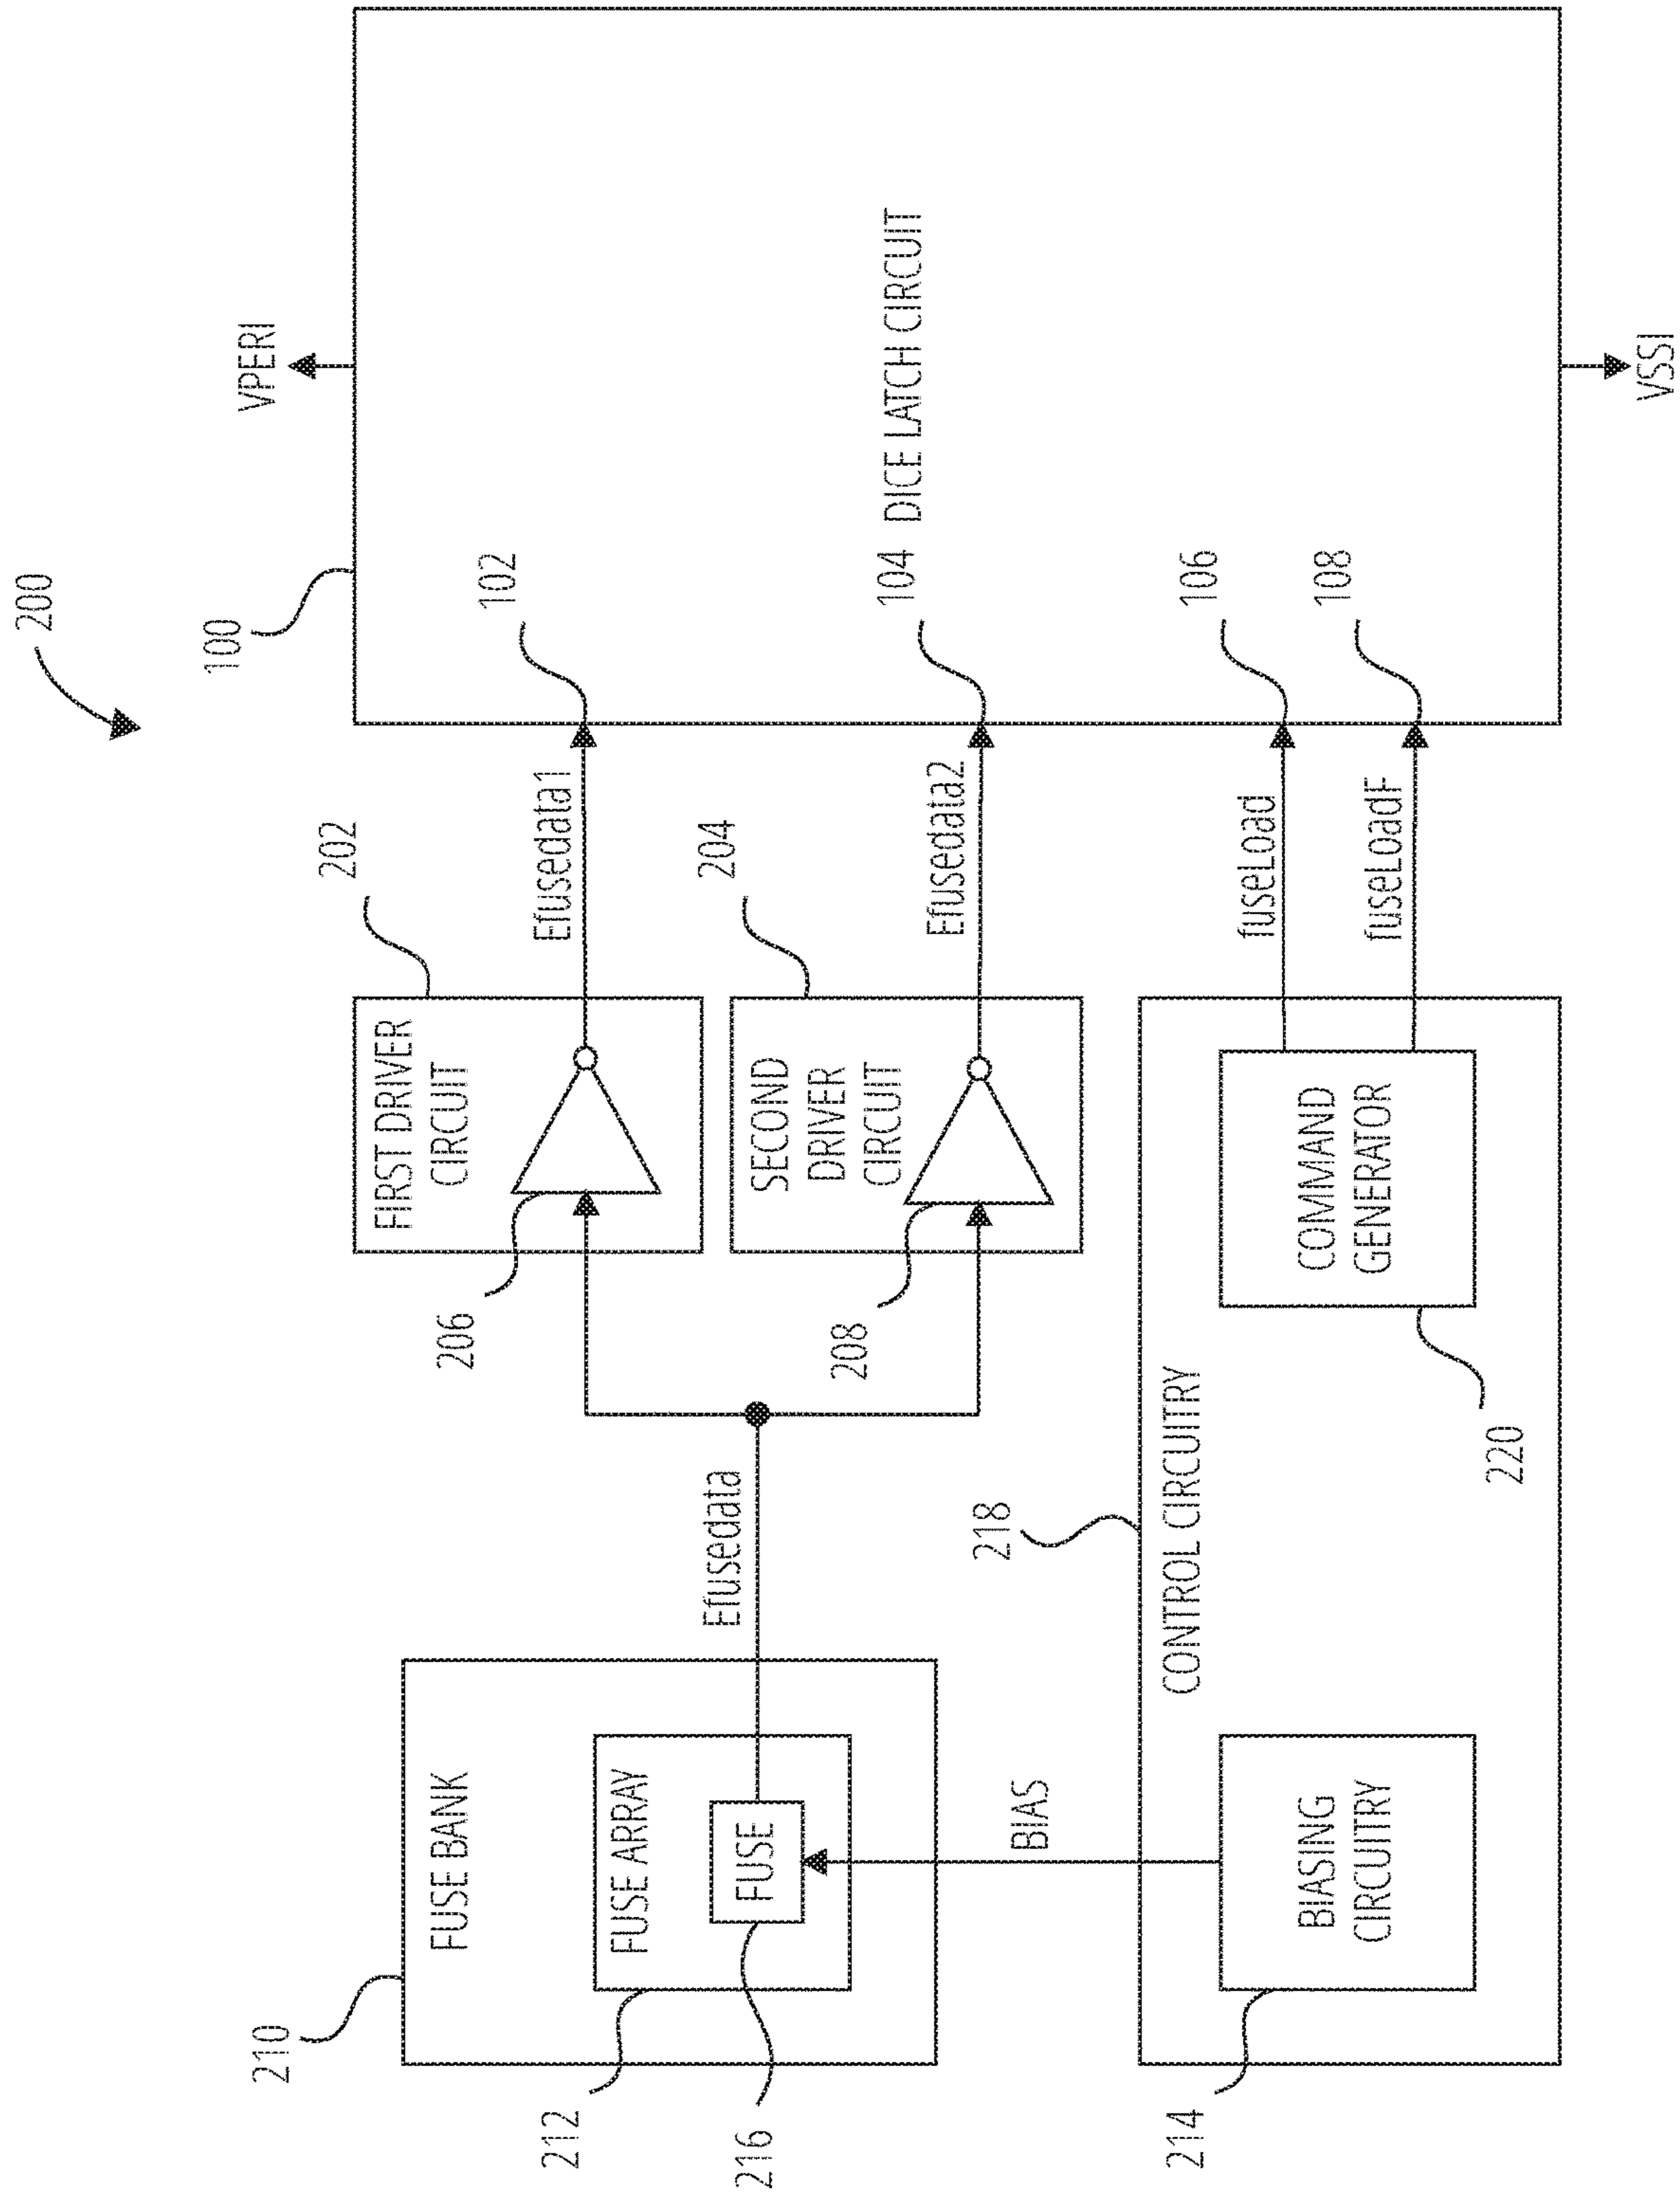 200
210
FUSE BANK
212
FUSE ARRAY
216
FUSE
BIAS
Efusedata
202
FIRST DRIVER
CIRCUIT
206
Efusedata1
204
SECOND
DRIVER
CIRCUIT
208
Efusedata2
218
CONTROL CIRCUITRY
214
BIASING
CIRCUITRY
220
COMMAND
GENERATOR
fuseLoad
fuseLoadF
100
VPERI
102
104
DICE LATCH CIRCUIT
106
108
VSSI